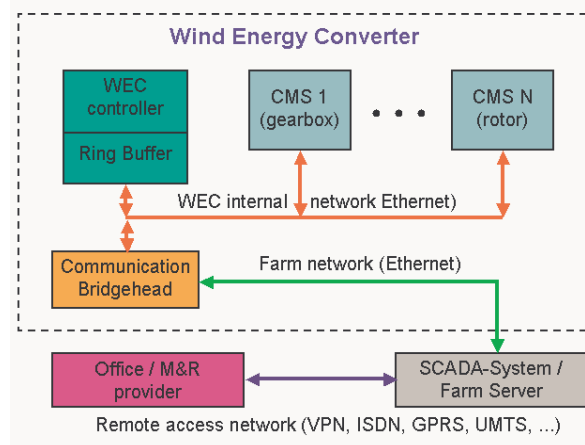 Wind Energy Converter
WEC
controller
Ring Buffer
CMS 1
(gearbox)
CMS N
(rotor)
WEC internal network Ethernet)
Communication
Bridgehead
Farm network (Ethernet)
Office / M&R
provider
SCADA-System /
Farm Server
Remote access network (VPN, ISDN, GPRS, UMTS, ...)